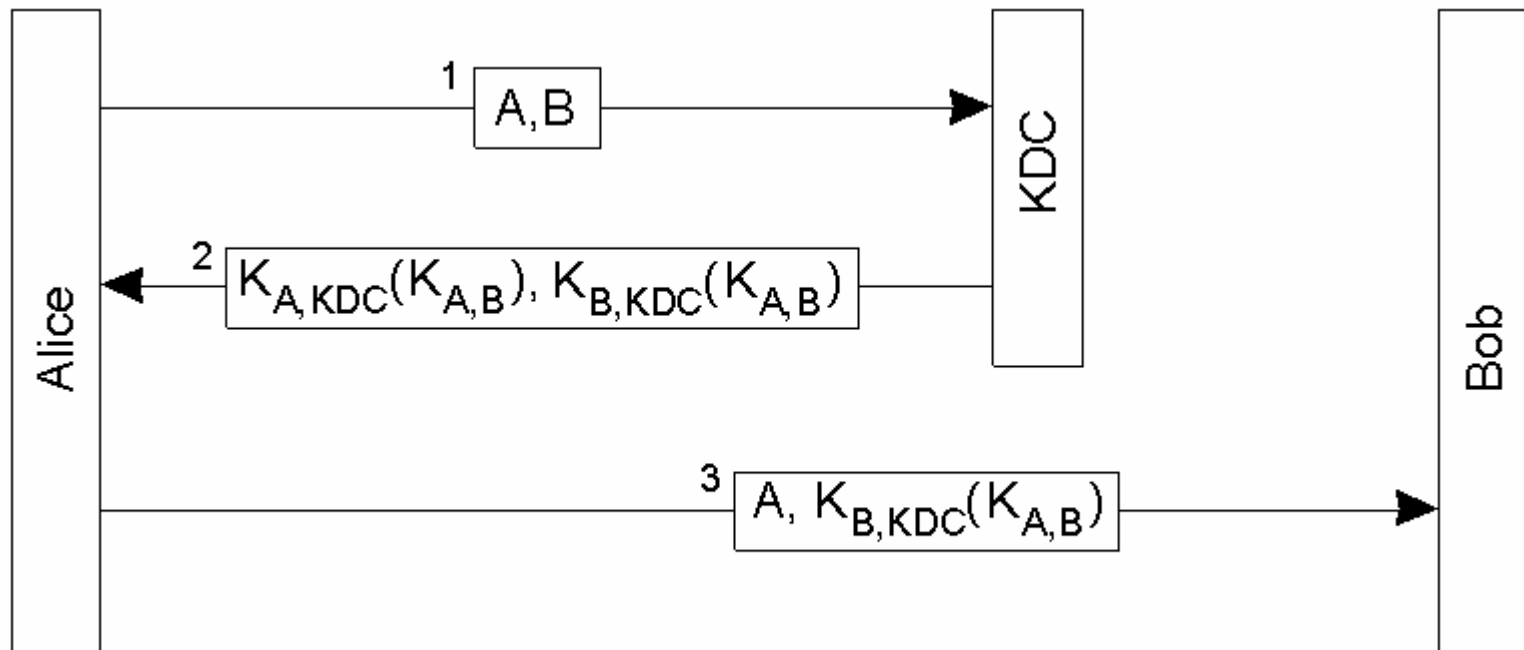 Alice
KDC
Bob
1
A,B
2
K_A,KDC(K_A,B), K_B,KDC(K_A,B)
3
A, K_B,KDC(K_A,B)